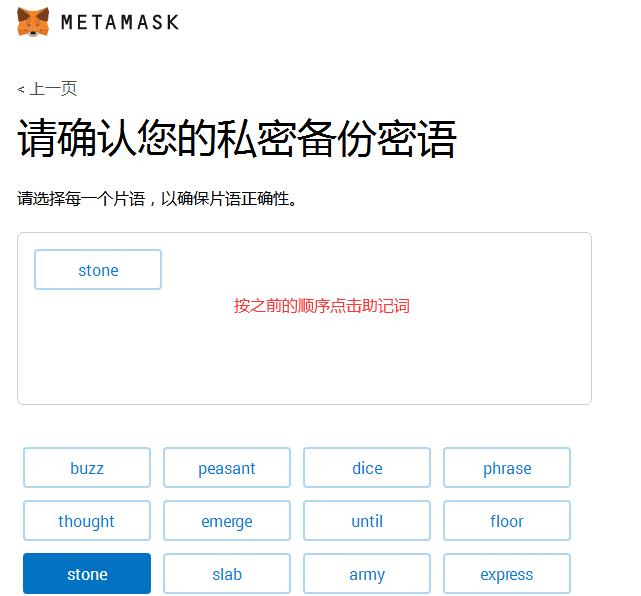 METAMASK
< 上一页
请确认您的私密备份密语
请选择每一个片语，以确保片语正确性。
stone
按之前的顺序点击助记词
buzz peasant dice phrase
thought emerge until floor
stone slab army express